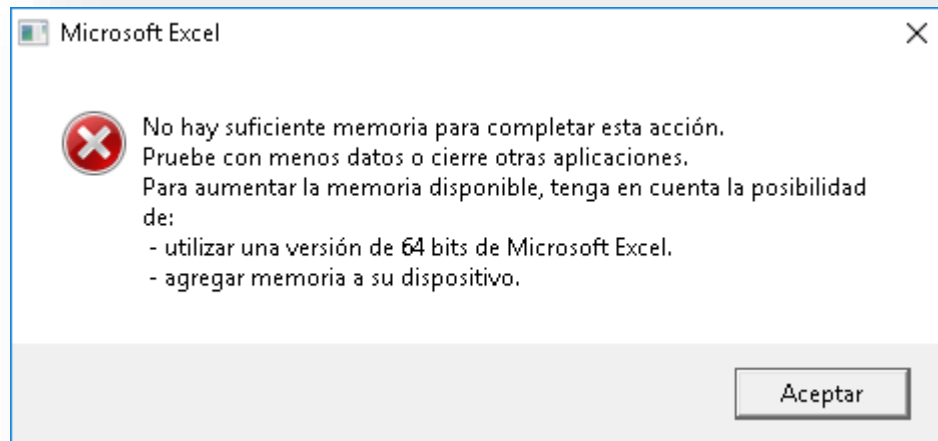 Microsoft Excel
No hay suficiente memoria para completar esta acción.
Pruebe con menos datos o cierre otras aplicaciones.
Para aumentar la memoria disponible, tenga en cuenta la posibilidad
de:
- utilizar una versión de 64 bits de Microsoft Excel.
- agregar memoria a su dispositivo.
Aceptar